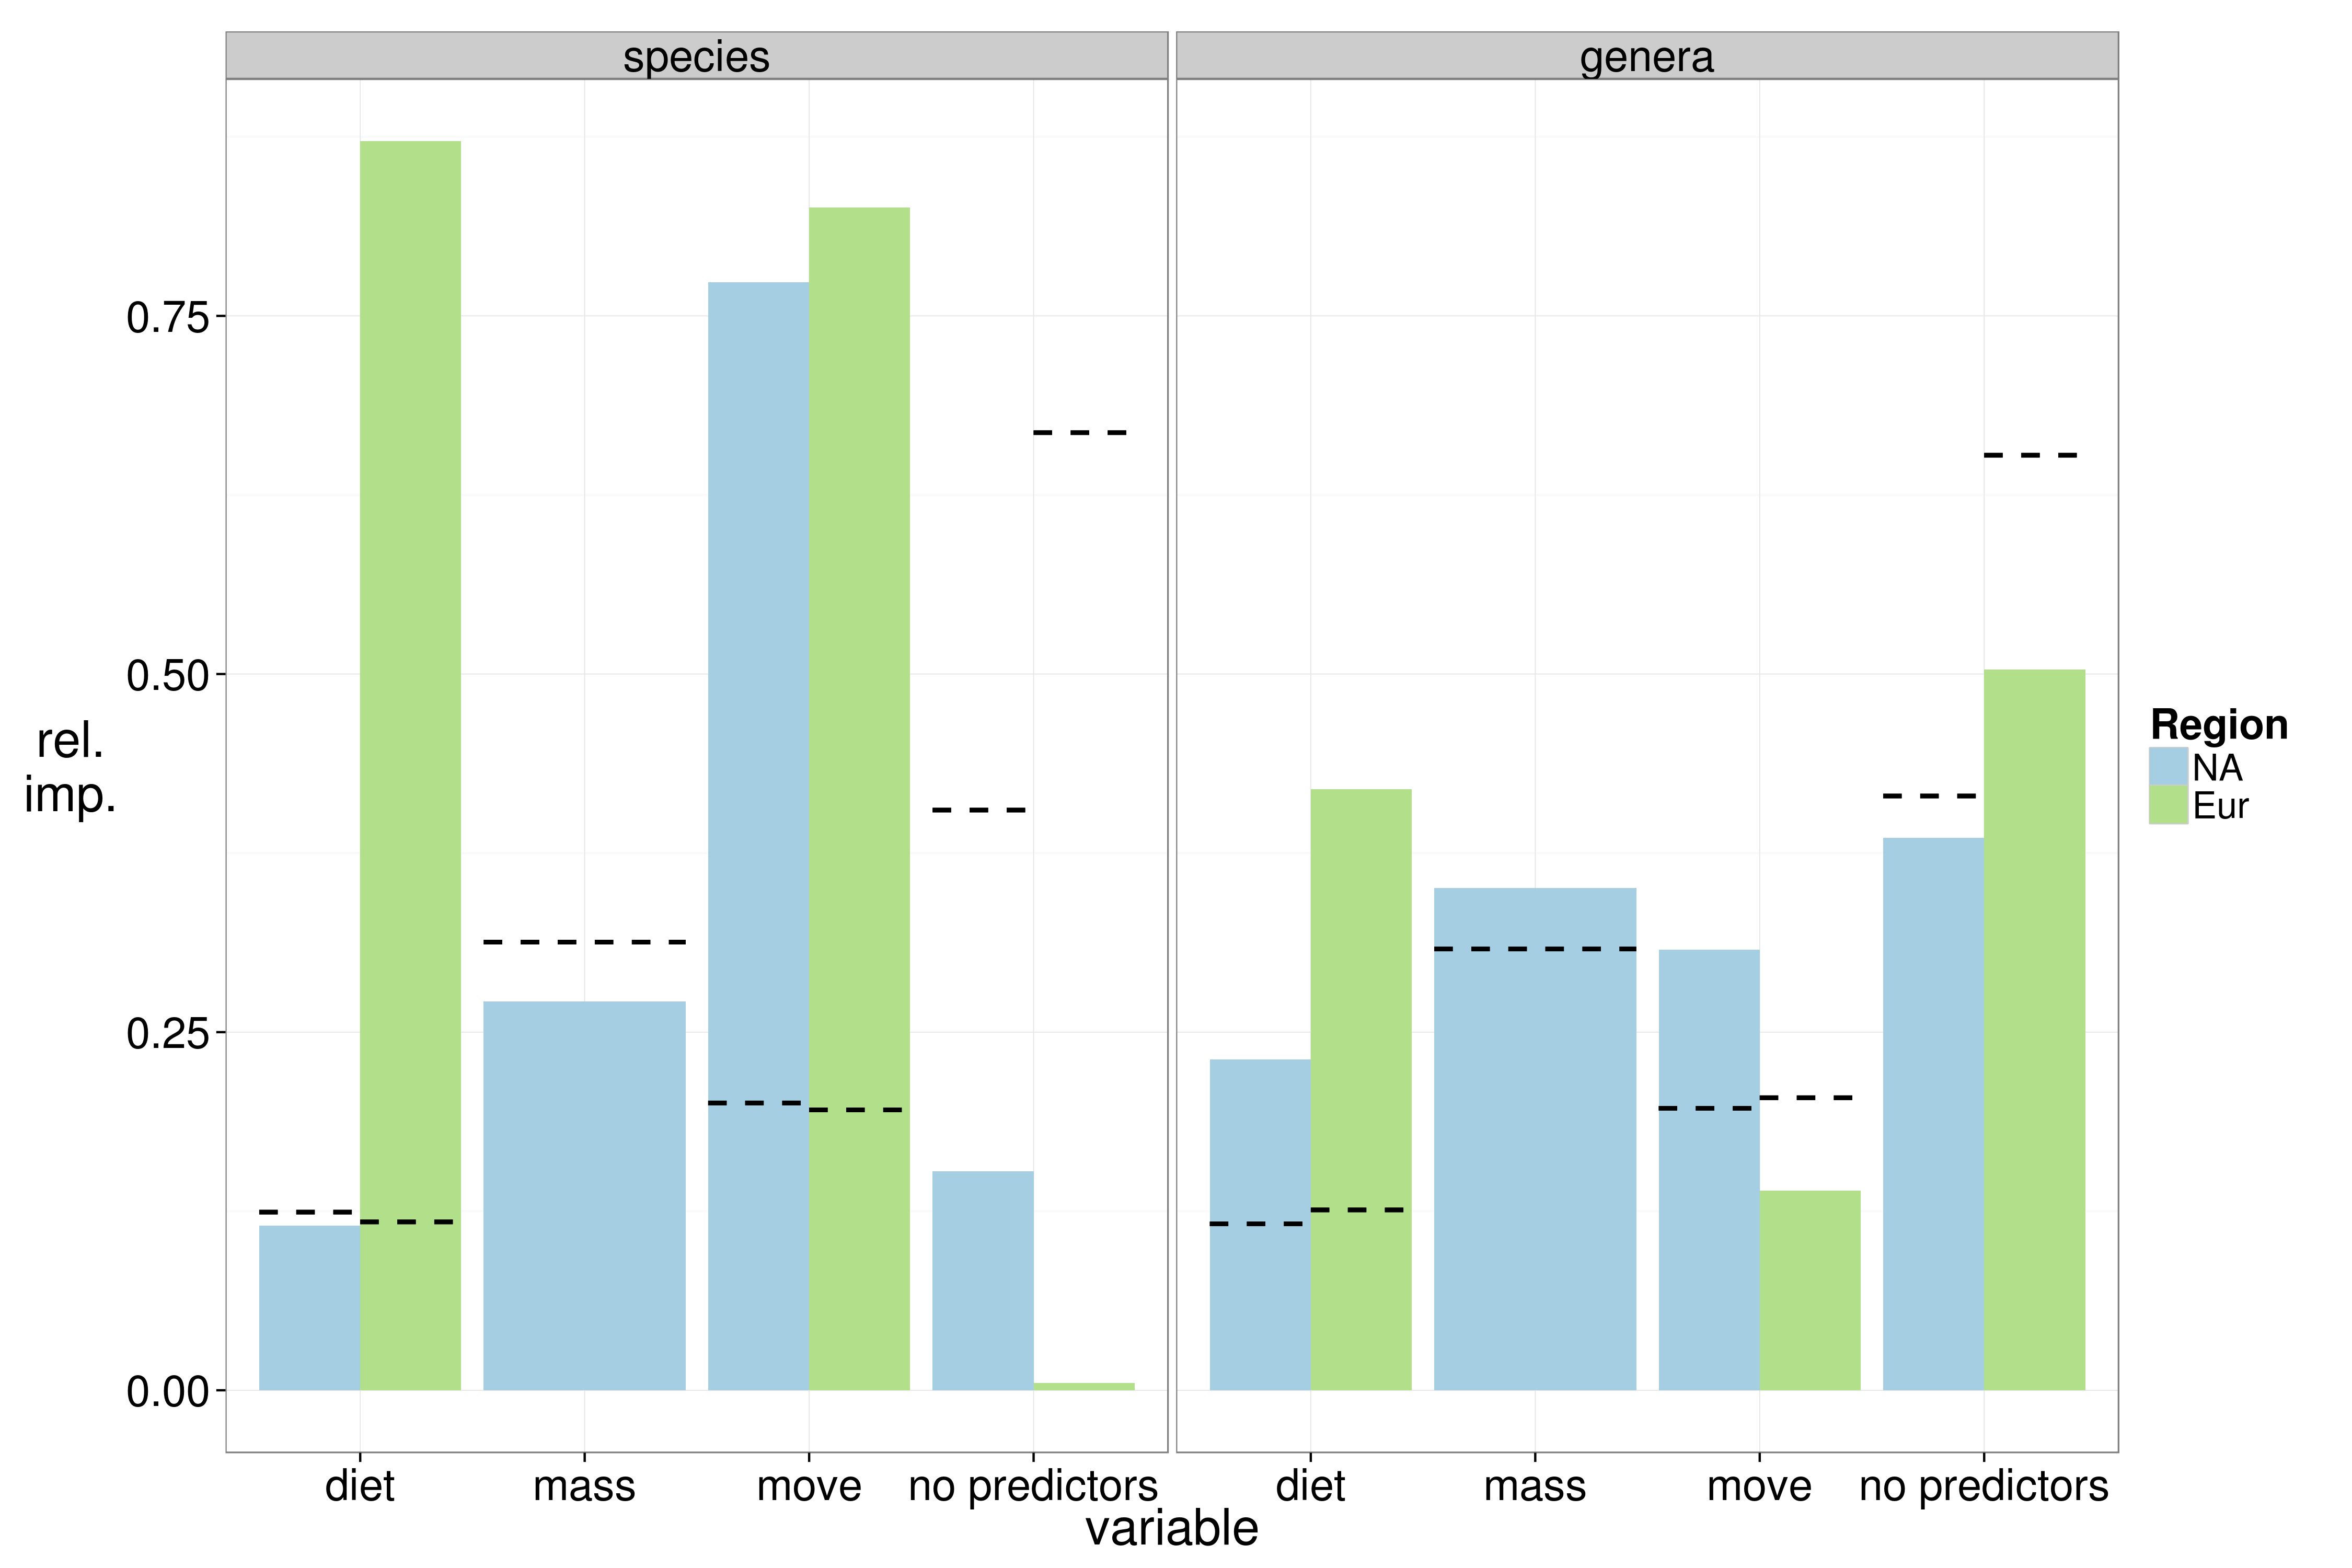 species
genera
0.75
0.50
0.25
0.00
rel.
imp.
diet
mass
move
no predictors
diet
mass
move
no predictors
variable
Region
NA
Eur